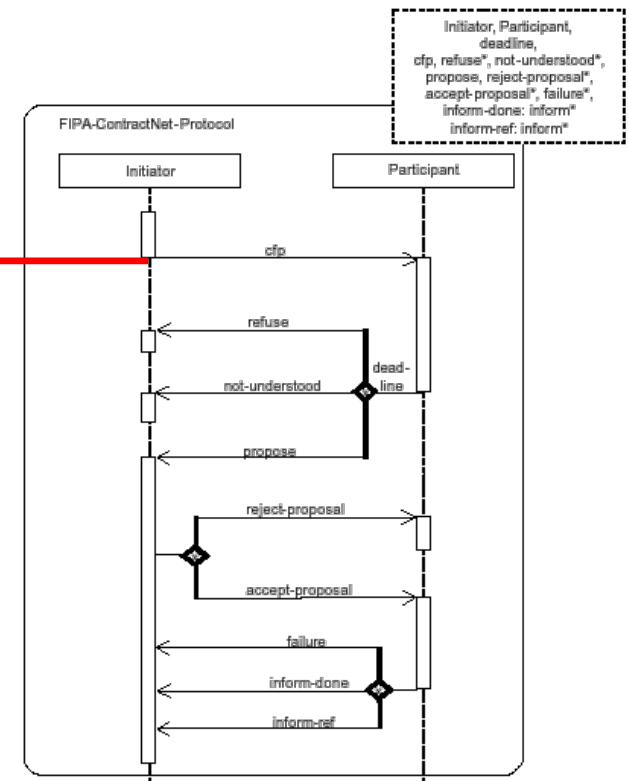 Initiator, Participant,
deadline,
cfp, refuse*, not-understood*,
propose, reject-proposal*,
accept-proposal*, failure*,
inform-done: inform*
inform-ref: inform*
FIPA-ContractNet-Protocol
Initiator
Participant
cfp
refuse
dead-
line
not-understood
propose
reject-proposal
accept-proposal
failure
inform-done
inform-ref